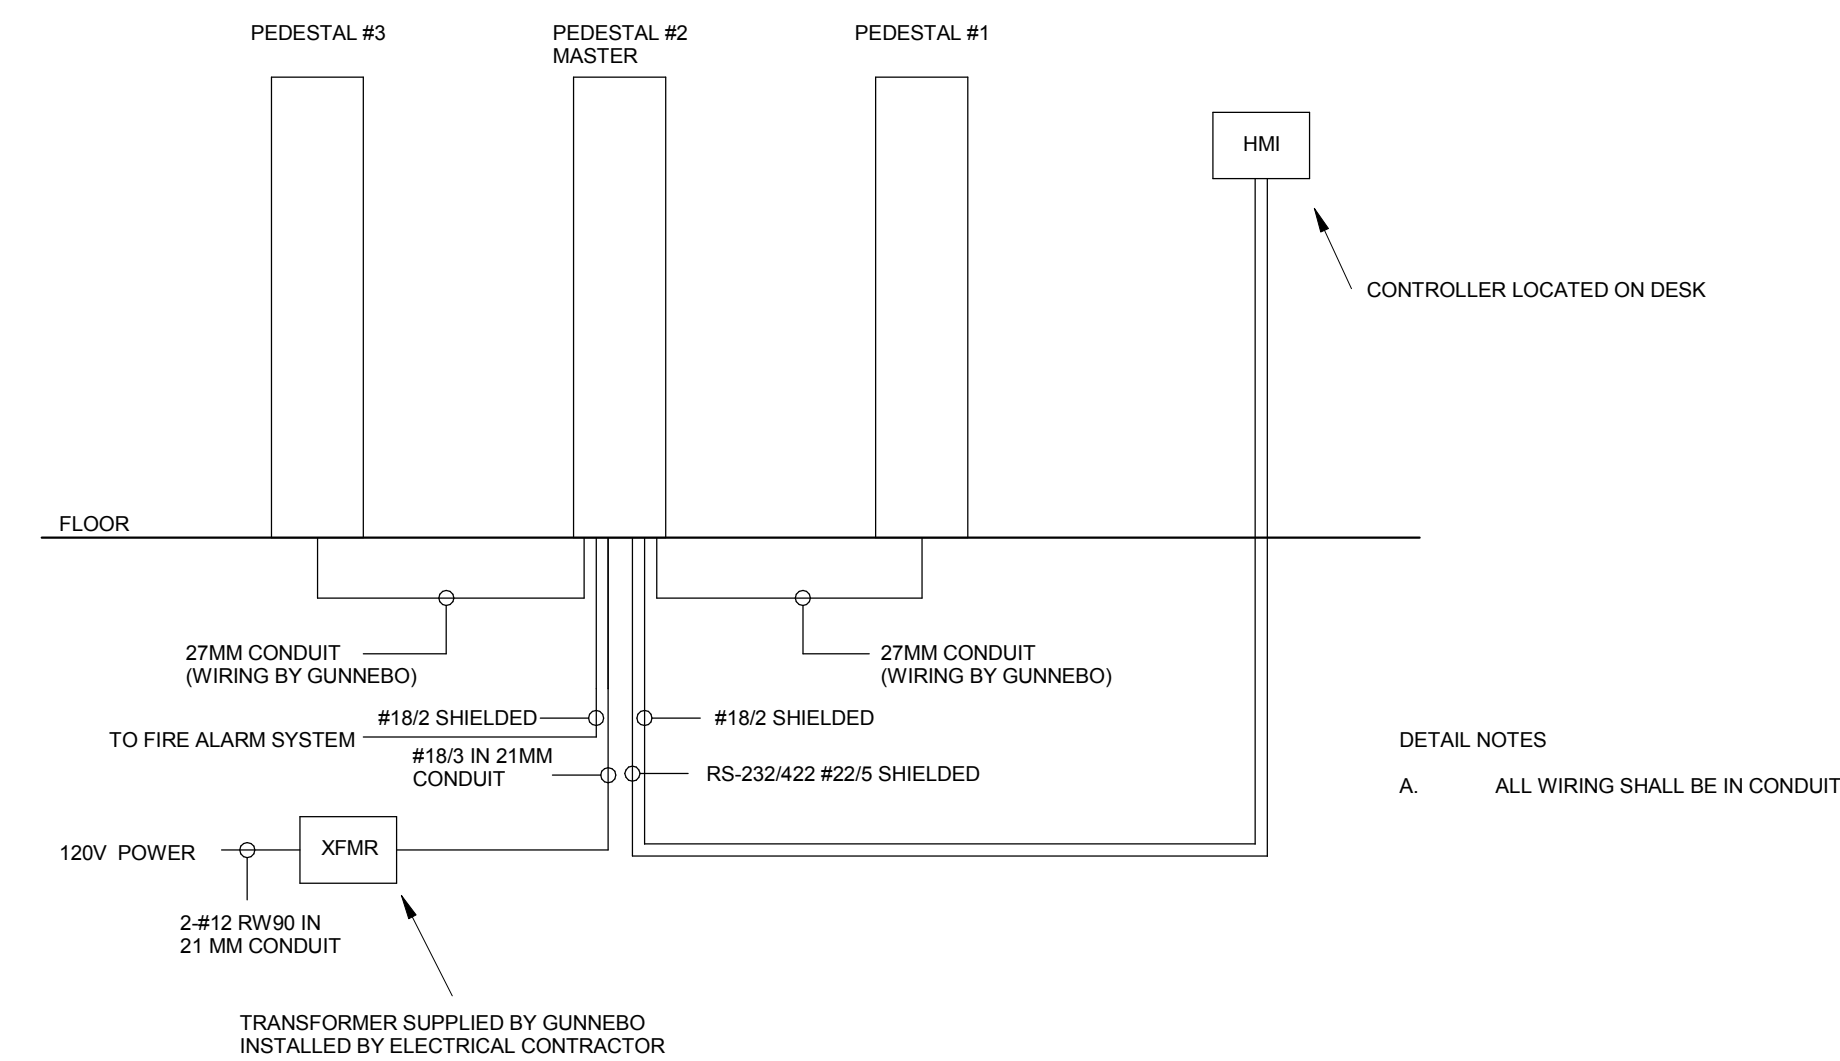 PEDESTAL #3
PEDESTAL #2
MASTER
PEDESTAL #1
HMI
CONTROLLER LOCATED ON DESK
FLOOR
27MM CONDUIT
(WIRING BY GUNNEBO)
27MM CONDUIT
(WIRING BY GUNNEBO)
#18/2 SHIELDED
#18/2 SHIELDED
TO FIRE ALARM SYSTEM
#18/3 IN 21MM
CONDUIT
RS-232/422 #22/5 SHIELDED
DETAIL NOTES
A. ALL WIRING SHALL BE IN CONDUIT
120V POWER
XFMR
2-#12 RW90 IN
21 MM CONDUIT
TRANSFORMER SUPPLIED BY GUNNEBO
INSTALLED BY ELECTRICAL CONTRACTOR